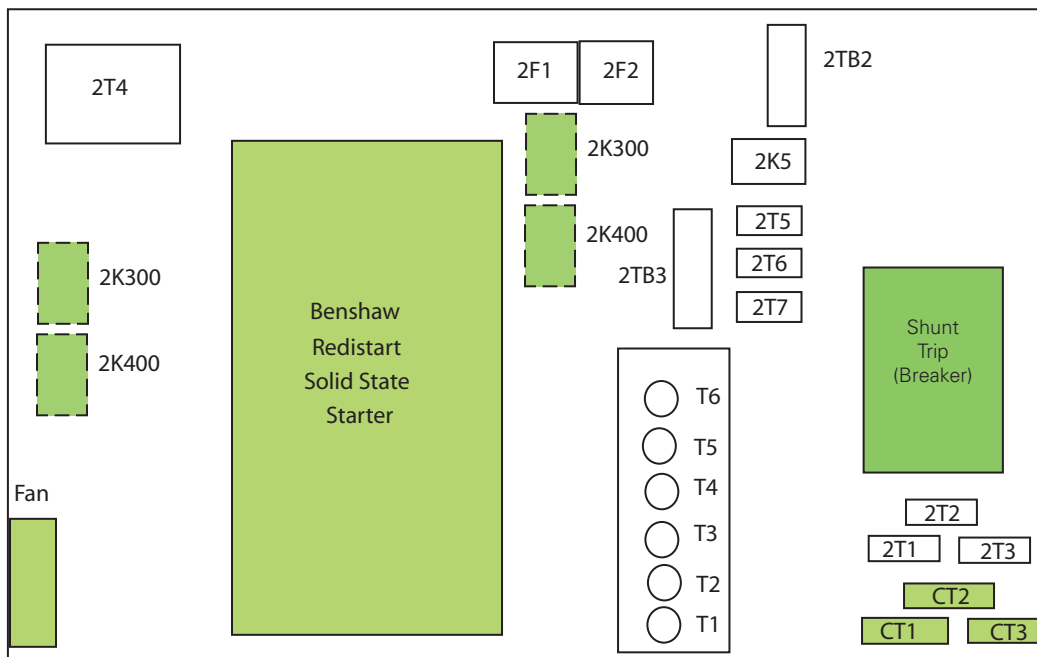 2T4
2F1
2F2
2TB2
2K300
2K5
2K400
2T5
2T6
2T7
2TB3
2K300
2K400
Benshaw
Redistart
Solid State
Starter
Shunt
Trip
(Breaker)
T6
T5
T4
T3
T2
T1
Fan
2T2
2T1
2T3
CT2
CT1
CT3